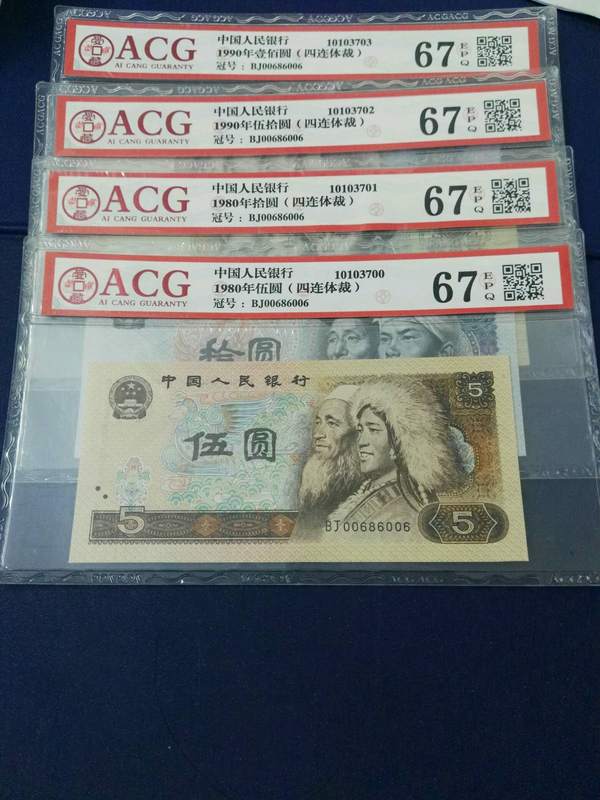 ACG
AI CANG GUARANTY
中国人民银行 10103703
1990年壹佰圆（四连体裁）
冠号：BJ00686006
67 EPQ
ACG
AI CANG GUARANTY
中国人民银行 10103702
1990年伍拾圆（四连体裁）
冠号：BJ00686006
67 EPQ
ACG
AI CANG GUARANTY
中国人民银行 10103701
1980年拾圆（四连体裁）
冠号：BJ00686006
67 EPQ
ACG
AI CANG GUARANTY
中国人民银行 10103700
1980年伍圆（四连体裁）
冠号：BJ00686006
67 EPQ
拾圆
中国人民银行
5
伍圆
BJ00686006
5
5